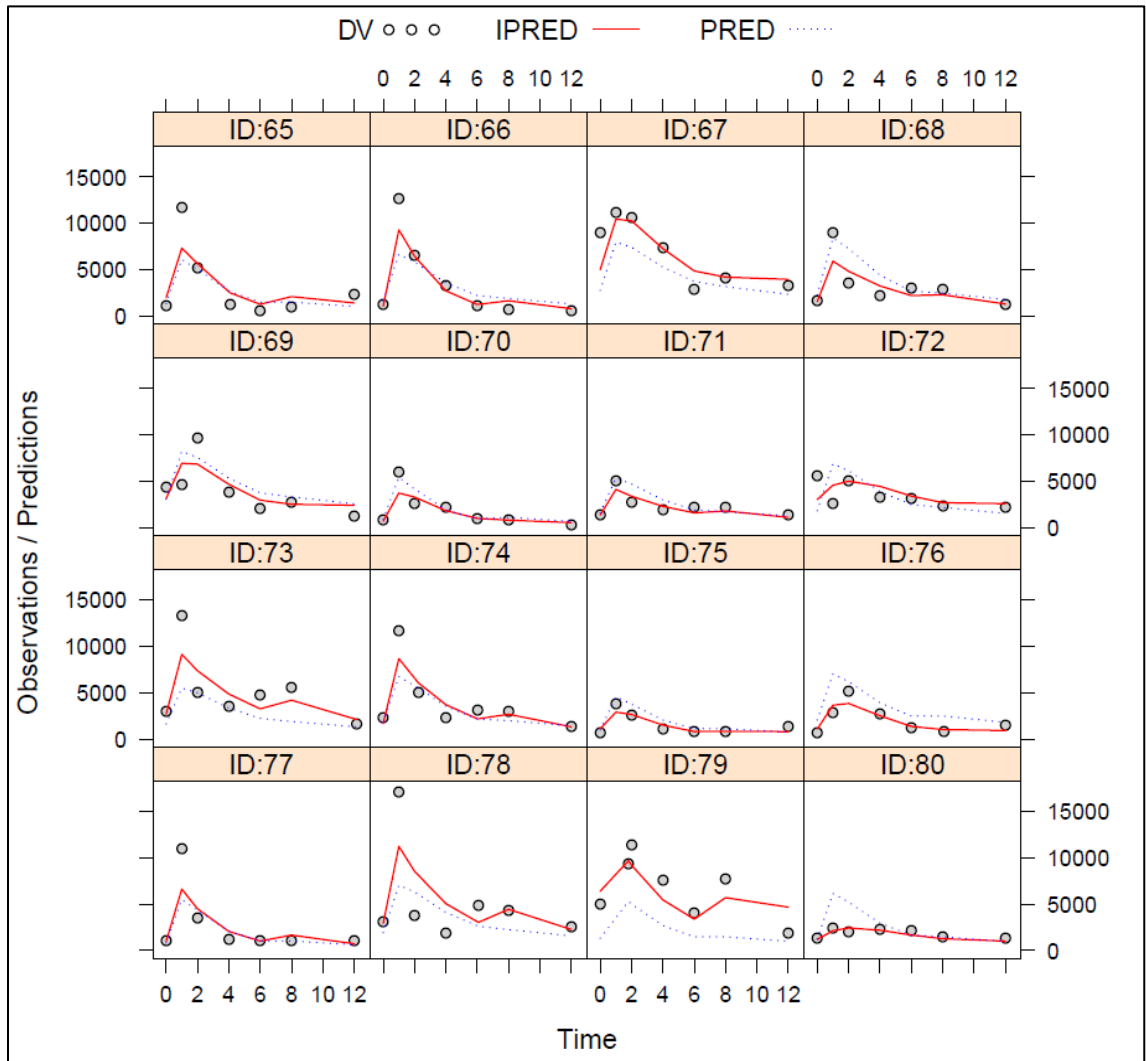 DV IPRED PRED
0 2 4 6 8 10 12 0 2 4 6 8 10 12
ID:65 ID:66 ID:67 ID:68
15000
10000
5000
0
ID:69 ID:70 ID:71 ID:72
15000
10000
5000
0
ID:73 ID:74 ID:75 ID:76
15000
10000
5000
0
ID:77 ID:78 ID:79 ID:80
15000
10000
5000
0
0 2 4 6 8 10 12 0 2 4 6 8 10 12
Observations / Predictions
Time